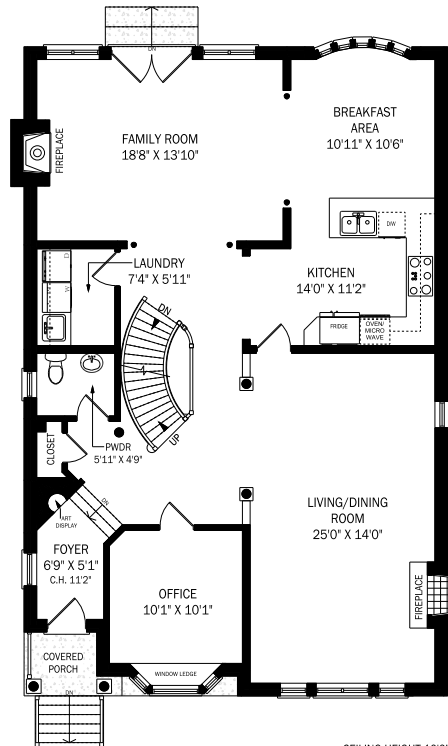 DN
FIREPLACE
FAMILY ROOM
18'8" X 13'10"
BREAKFAST
AREA
10'11" X 10'6"
D/W
D
W
LAUNDRY
7'4" X 5'11"
KITCHEN
14'0" X 11'2"
FRIDGE
OVEN/
MICRO
WAVE
DN
UP
PWDR
5'11" X 4'9"
CLOSET
ART
DISPLAY
DN
FOYER
6'9" X 5'1"
C.H. 11'2"
LIVING/DINING
ROOM
25'0" X 14'0"
OFFICE
10'1" X 10'1"
FIREPLACE
COVERED
PORCH
WINDOW LEDGE
DN